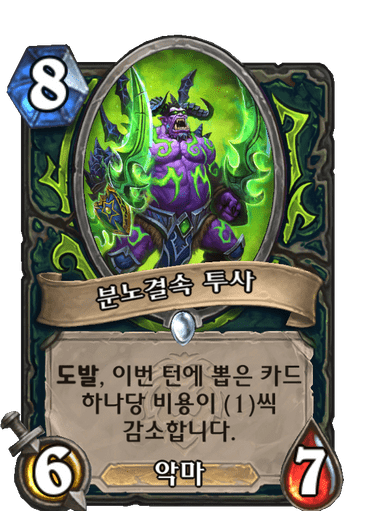 8
분노결속 투사
도발, 이번 턴에 뽑은 카드
하나당 비용이 (1)씩
감소합니다.
6
악마
7